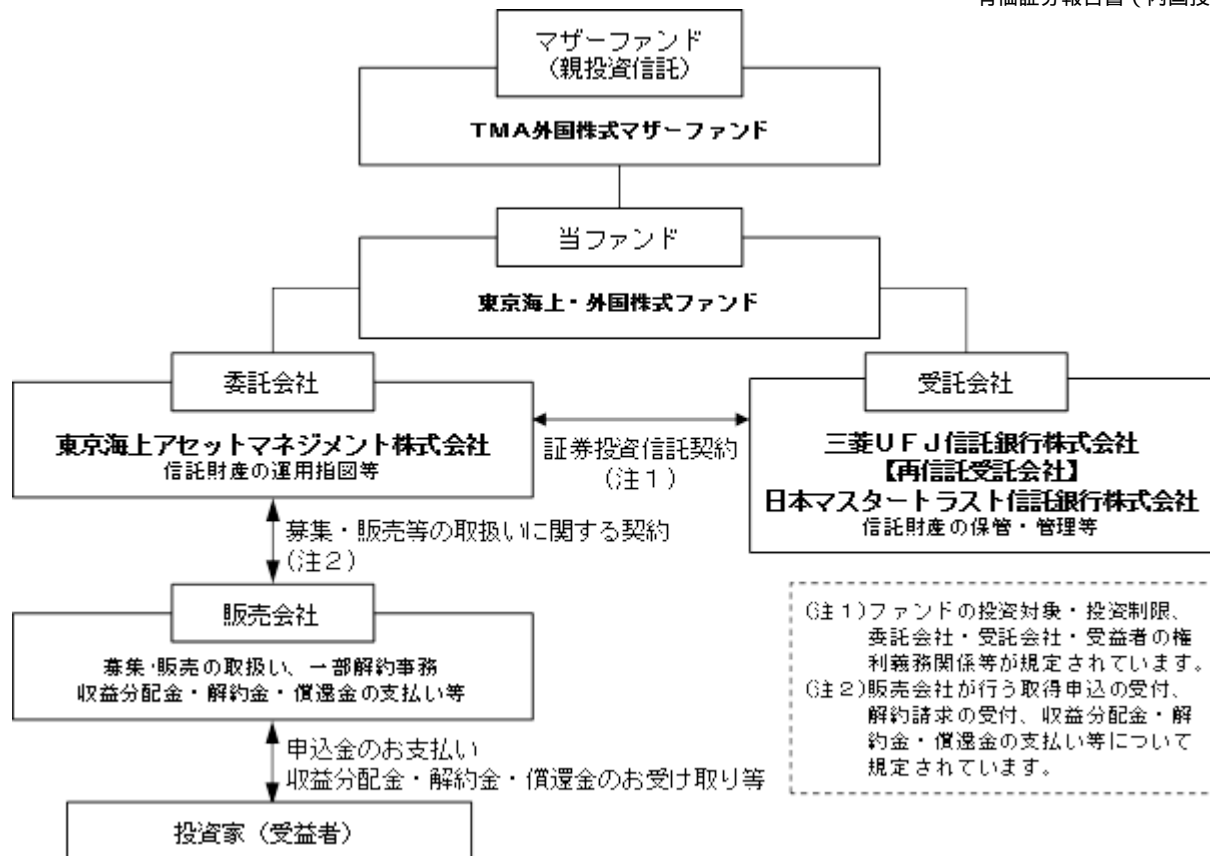 マザーファンド
(親投資信託)
TMA外国株式マザーファンド
当ファンド
東京海上・外国株式ファンド
委託会社
東京海上アセットマネジメント株式会社
信託財産の運用指図等
証券投資信託契約
(注1)
受託会社
三菱UFJ信託銀行株式会社
【再信託受託会社】
日本マスタートラスト信託銀行株式会社
信託財産の保管・管理等
募集・販売等の取扱いに関する契約
(注2)
販売会社
募集・販売の取扱い、一部解約事務
収益分配金・解約金・償還金の支払い等
申込金のお支払い
収益分配金・解約金・償還金のお受け取り等
投資家(受益者)
(注1)ファンドの投資対象・投資制限、
委託会社・受託会社・受益者の権
利義務関係等が規定されています。
(注2)販売会社が行う取得申込の受付、
解約請求の受付、収益分配金・解
約金・償還金の支払い等について
規定されています。